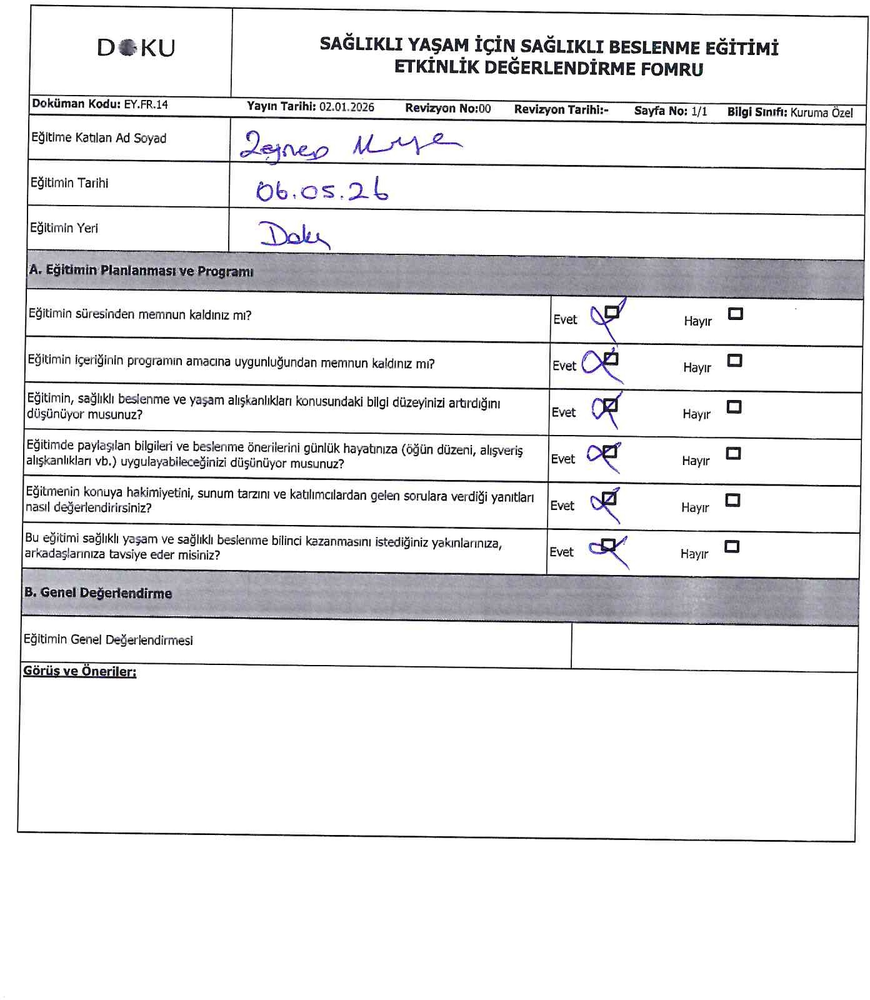 DOKU
SAĞLIKLI YAŞAM İÇİN SAĞLIKLI BESLENME EĞİTİMİ
ETKİNLİK DEĞERLENDİRME FOMRU
Doküman Kodu: EY.FR.14 Yayın Tarihi: 02.01.2026 Revizyon No:00 Revizyon Tarihi:- Sayfa No: 1/1 Bilgi Sınıfı: Kuruma Özel
Eğitime Katılan Ad Soyad Zeynep
Eğitimin Tarihi 06.05.26
Eğitimin Yeri Doku
A. Eğitimin Planlanması ve Programı
Eğitimin süresinden memnun kaldınız mı? Evet Hayır
Eğitimin içeriğinin programın amacına uygunluğundan memnun kaldınız mı? Evet Hayır
Eğitimin, sağlıklı beslenme ve yaşam alışkanlıkları konusundaki bilgi düzeyinizi artırdığını
düşünüyor musunuz? Evet Hayır
Eğitimde paylaşılan bilgileri ve beslenme önerilerini günlük hayatınıza (öğün düzeni, alışveriş
alışkanlıkları vb.) uygulayabileceğinizi düşünüyor musunuz? Evet Hayır
Eğitmenin konuya hakimiyetini, sunum tarzını ve katılımcılardan gelen sorulara verdiği yanıtları
nasıl değerlendirirsiniz? Evet Hayır
Bu eğitimi sağlıklı yaşam ve sağlıklı beslenme bilinci kazanmasını istediğiniz yakınlarınıza,
arkadaşlarınıza tavsiye eder misiniz? Evet Hayır
B. Genel Değerlendirme
Eğitimin Genel Değerlendirmesi
Görüş ve Öneriler: